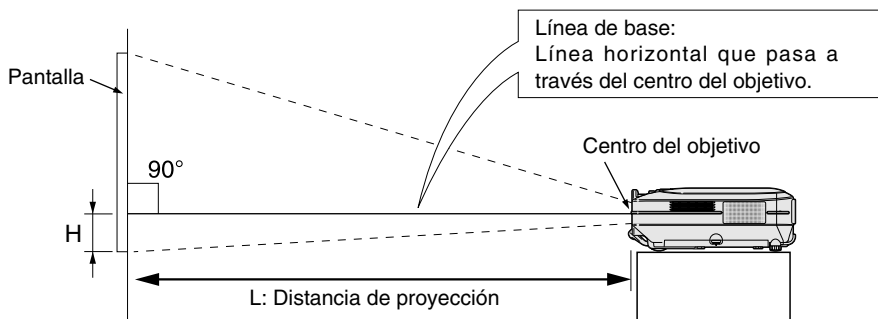 Línea de base:
Línea horizontal que pasa a
través del centro del objetivo.
Pantalla
Centro del objetivo
90°
H
L: Distancia de proyección